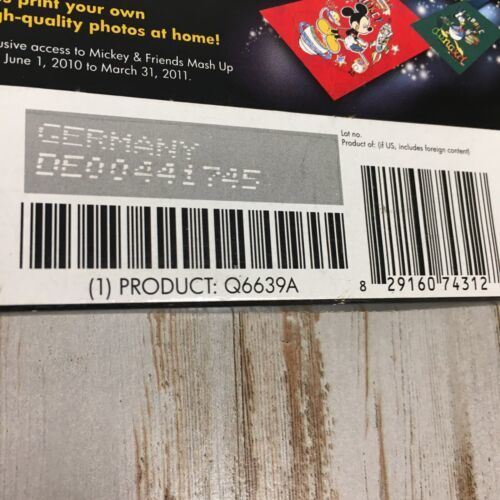 print your own
gh-quality photos at home!
usive access to Mickey & Friends Mash Up
June 1, 2010 to March 31, 2011.
GERMANY
DE00441745
Lot no.
Product of: (if US, includes foreign content)
(1) PRODUCT: Q6639A
8 29160 74312